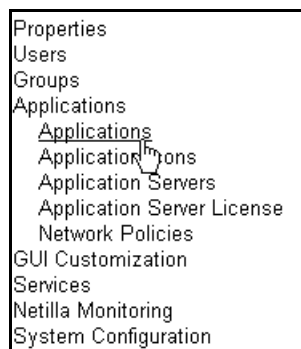 Properties
Users
Groups
Applications
Applications
Application Icons
Application Servers
Application Server License
Network Policies
GUI Customization
Services
Netilla Monitoring
System Configuration